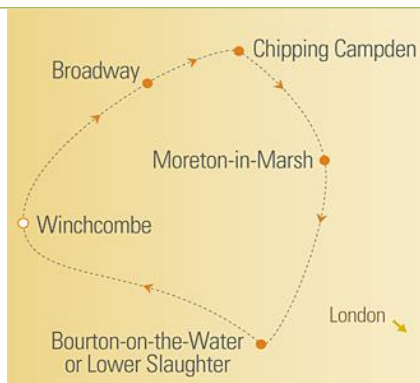 Chipping Campden
Broadway
Moreton-in-Marsh
Winchcombe
London
Bourton-on-the-Water
or Lower Slaughter